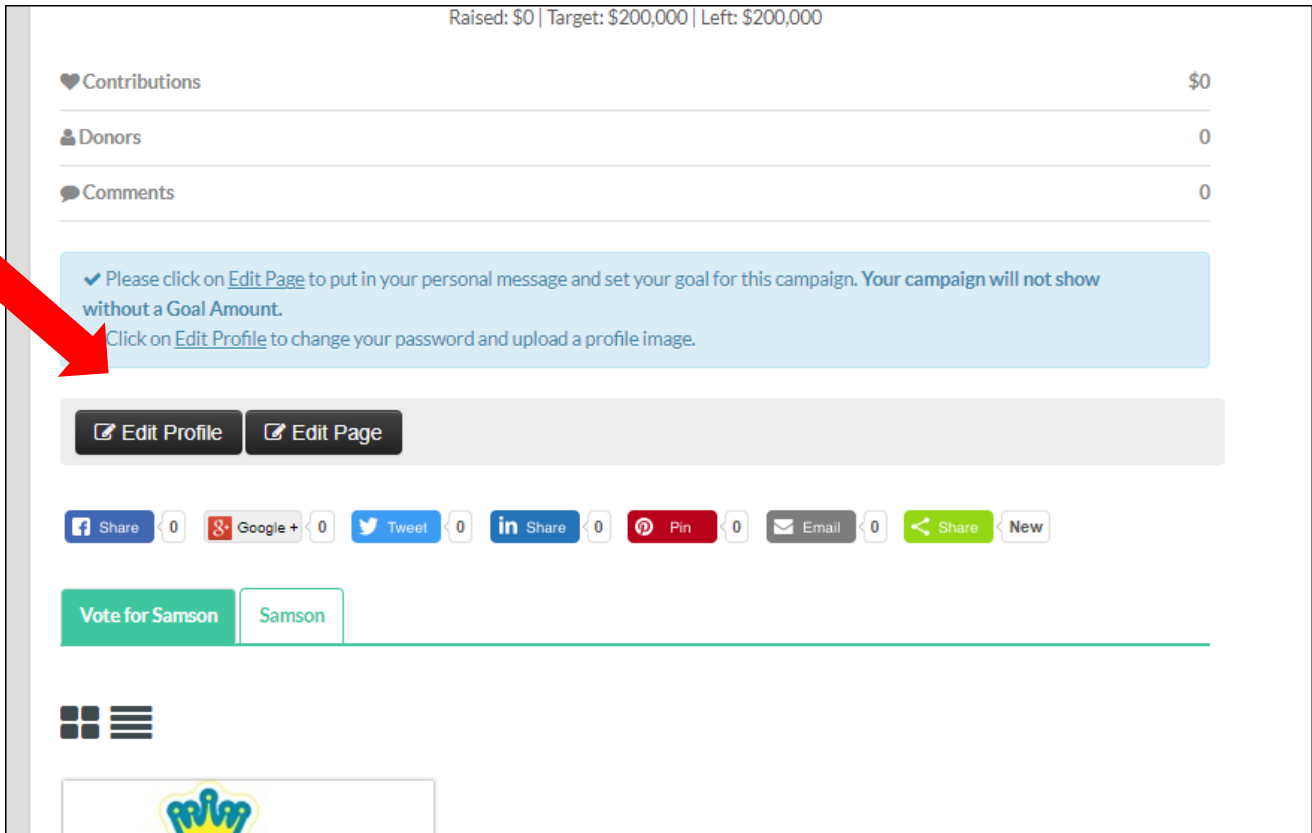 Raised: $0 | Target: $200,000 | Left: $200,000
Contributions $0
Donors 0
Comments 0
Please click on Edit Page to put in your personal message and set your goal for this campaign. Your campaign will not show
without a Goal Amount.
Click on Edit Profile to change your password and upload a profile image.
Edit Profile Edit Page
Share 0 Google + 0 Tweet 0 Share 0 Pin 0 Email 0 Share New
Vote for Samson Samson